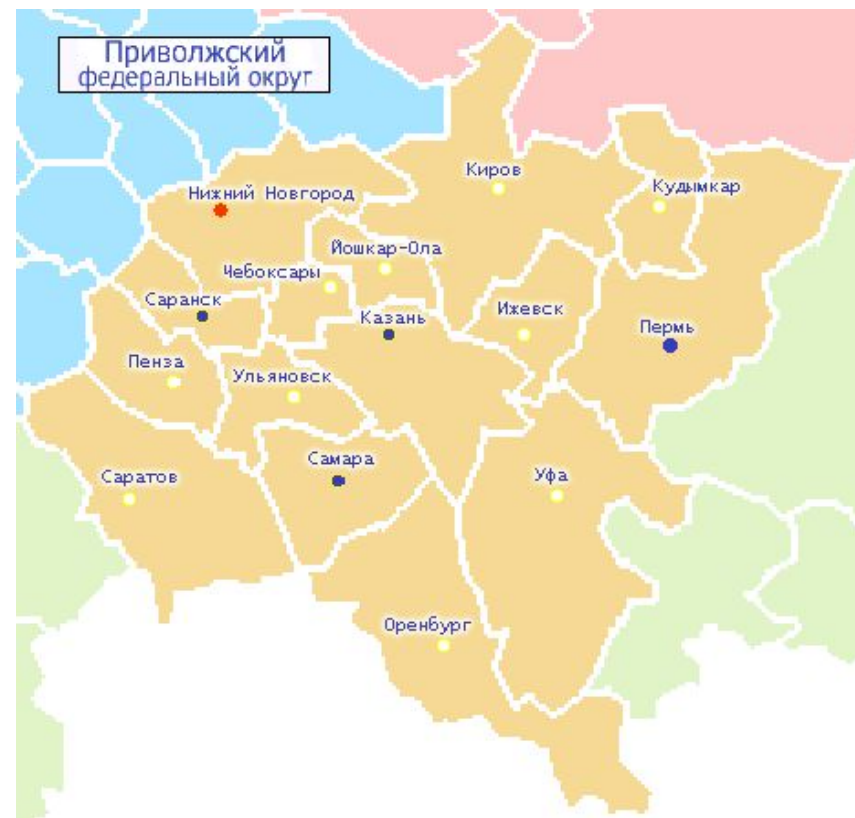 Приволжский
федеральный округ
Киров
Кудымкар
Нижний Новгород
Йошкар-Ола
Чебоксары
Саранск
Казань
Ижевск
Пермь
Пенза
Ульяновск
Самара
Саратов
Уфа
Оренбург